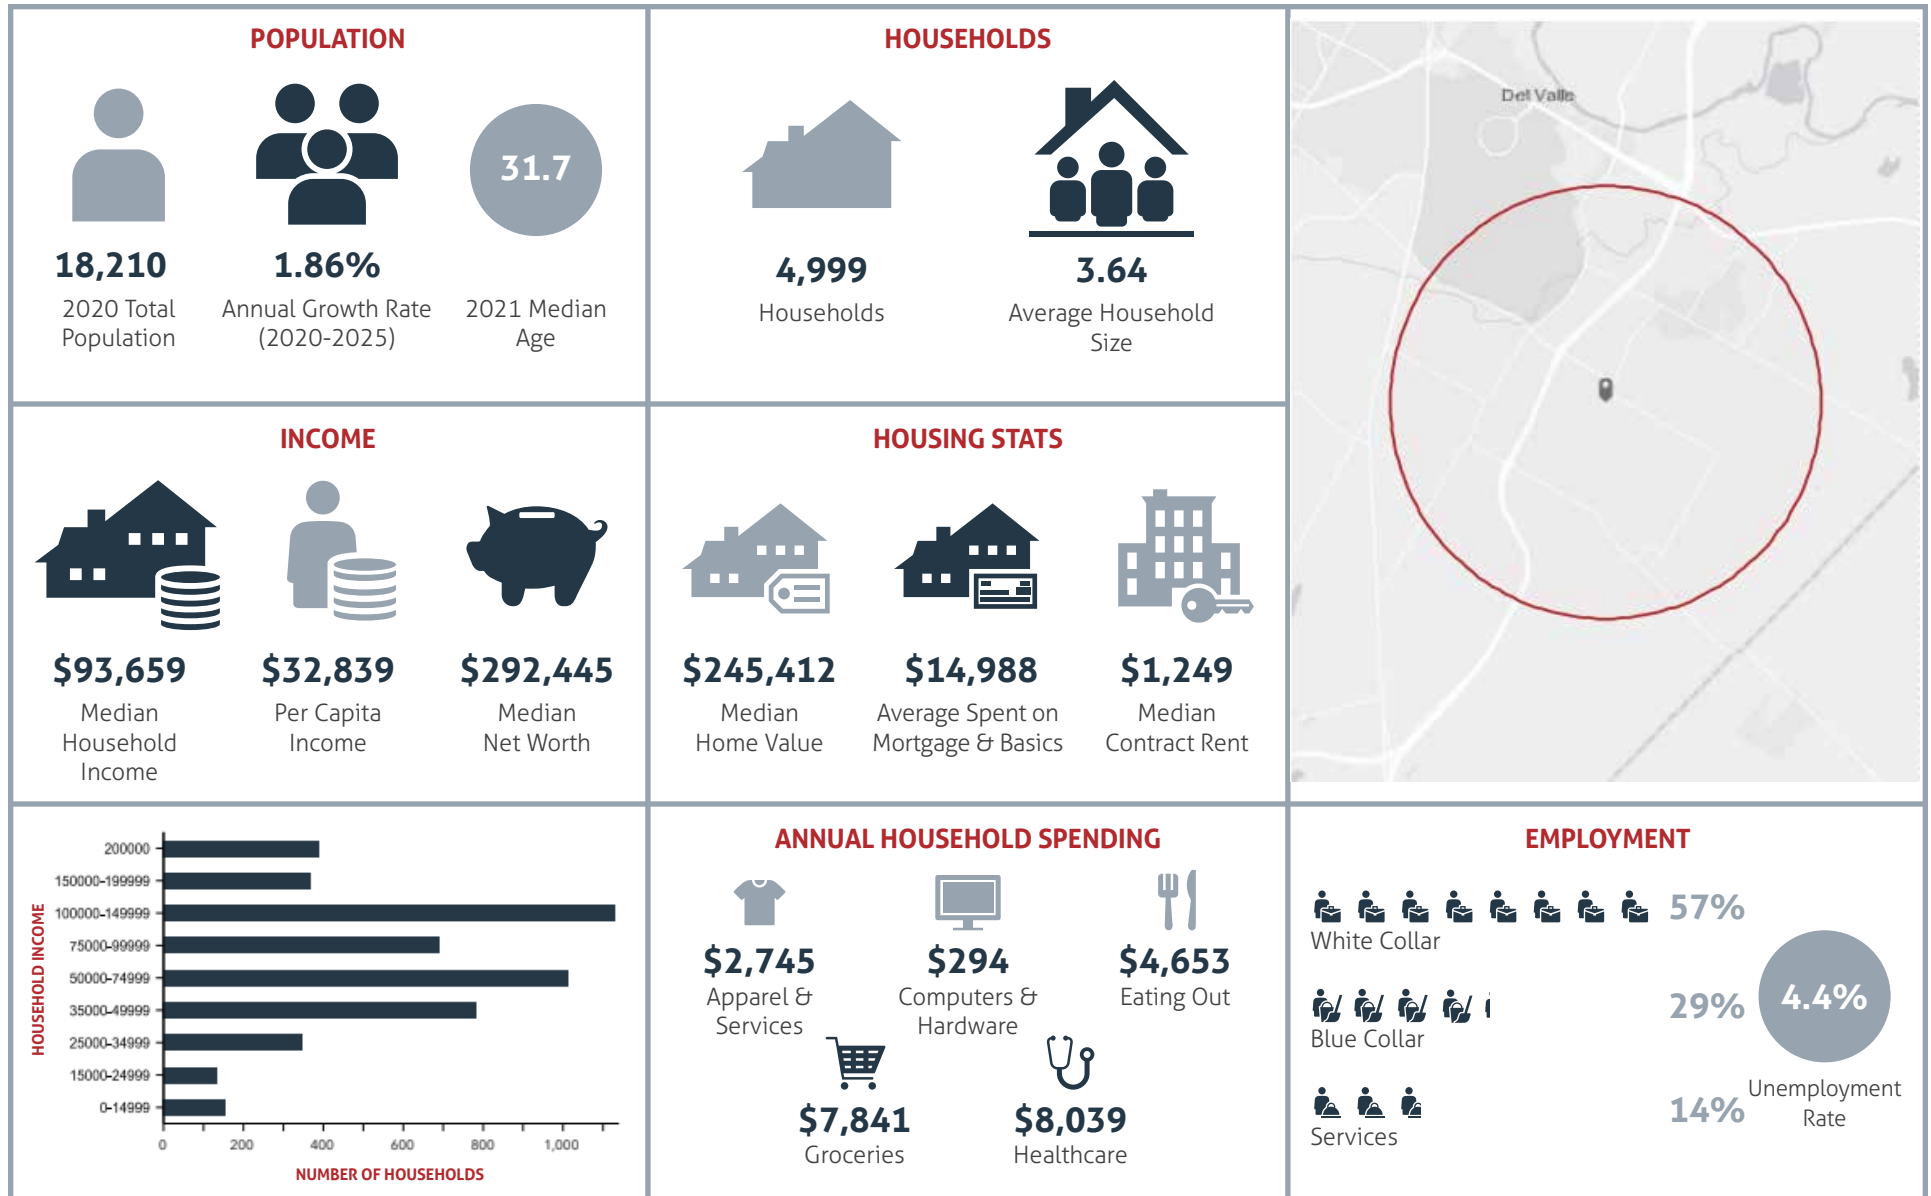 POPULATION
31.7
18,210
2020 Total
Population
1.86%
Annual Growth Rate
(2020-2025)
2021 Median
Age
HOUSEHOLDS
4,999
Households
3.64
Average Household
Size
Del Valle
INCOME
$93,659
Median
Household
Income
$32,839
Per Capita
Income
$292,445
Median
Net Worth
HOUSING STATS
$245,412
Median
Home Value
$14,988
Average Spent on
Mortgage & Basics
$1,249
Median
Contract Rent
HOUSEHOLD INCOME
200000
150000-199999
100000-149999
75000-99999
50000-74999
35000-49999
25000-34999
15000-24999
0-14999
0 200 400 600 800 1,000
NUMBER OF HOUSEHOLDS
ANNUAL HOUSEHOLD SPENDING
$2,745
Apparel &
Services
$294
Computers &
Hardware
$4,653
Eating Out
$7,841
Groceries
$8,039
Healthcare
EMPLOYMENT
57%
White Collar
29%
Blue Collar
14%
Services
4.4%
Unemployment
Rate